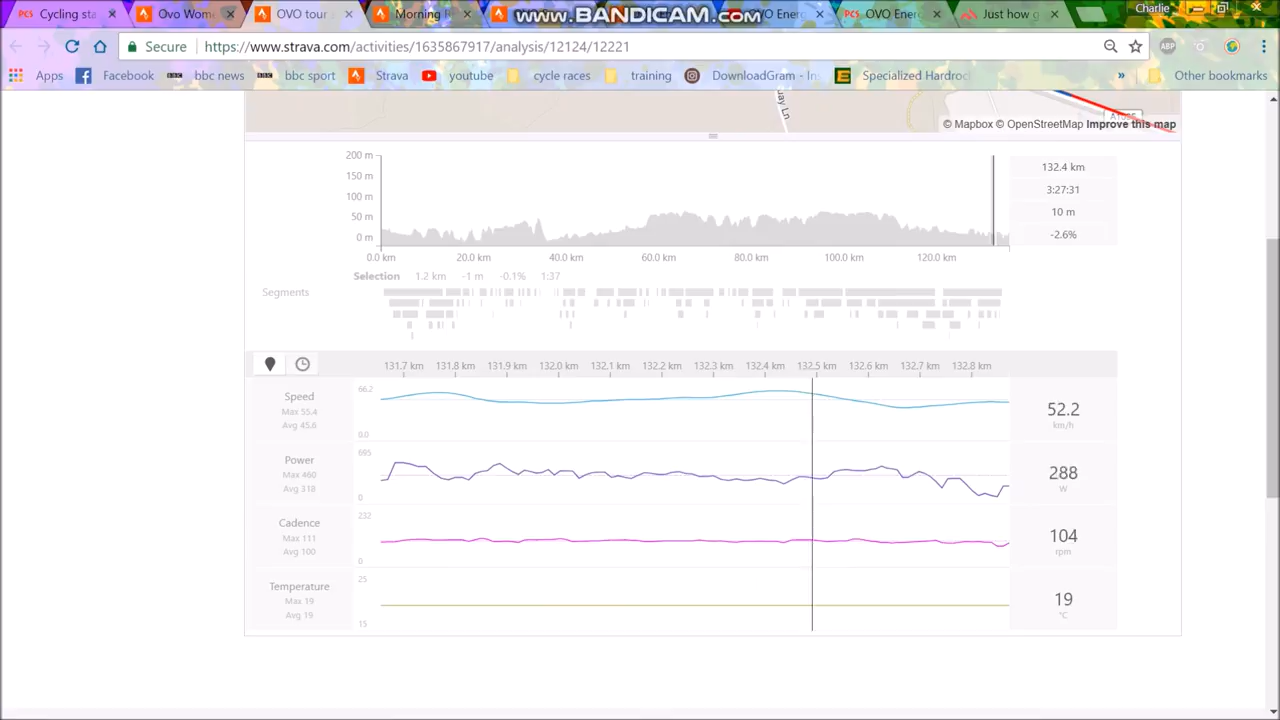 Cycling sta
Ovo Wom
OVO tour
Morning R
www.BANDICAM.com
OVO Ener
Just how g
Charlie
Secure
https://www.strava.com/activities/1635867917/analysis/12124/12221
Apps
Facebook
bbc news
bbc sport
Strava
youtube
cycle races
training
DownloadGram - Ins
Specialized Hardroc
»
Other bookmarks
ray Ln
© Mapbox © OpenStreetMap Improve this map
200 m
150 m
100 m
50 m
0 m
132.4 km
3:27:31
10 m
-2.6%
0.0 km 20.0 km 40.0 km 60.0 km 80.0 km 100.0 km 120.0 km
Selection 1.2 km -1 m -0.1% 1:37
Segments
131.7 km 131.8 km 131.9 km 132.0 km 132.1 km 132.2 km 132.3 km 132.4 km 132.5 km 132.6 km 132.7 km 132.8 km
Speed
Max 55.4
Avg 45.6
66.2
0.0
52.2
km/h
Power
Max 460
Avg 318
695
0
288
W
Cadence
Max 111
Avg 100
232
0
104
rpm
Temperature
Max 19
Avg 19
25
15
19
°C